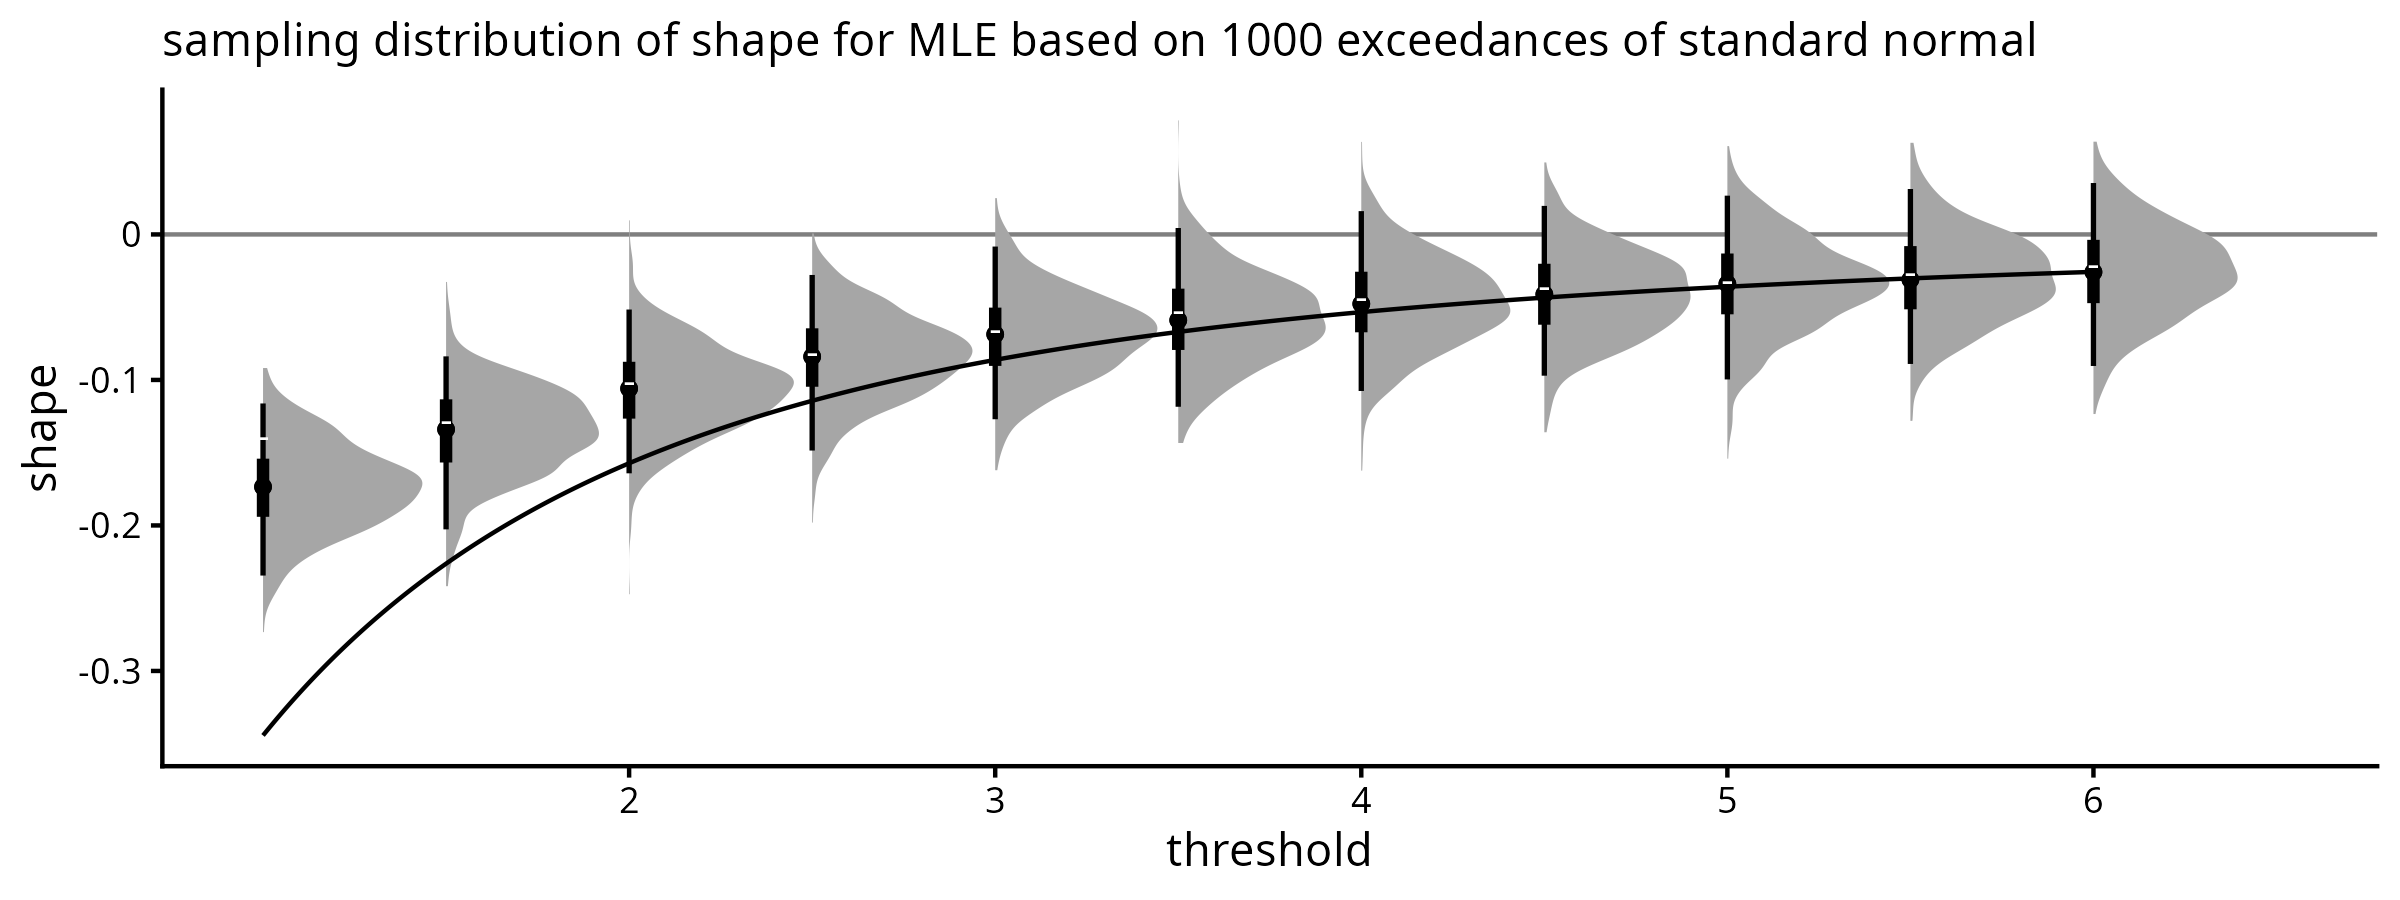 sampling distribution of shape for MLE based on 1000 exceedances of standard normal
shape
0
-0.1
-0.2
-0.3
2 3 4 5 6
threshold